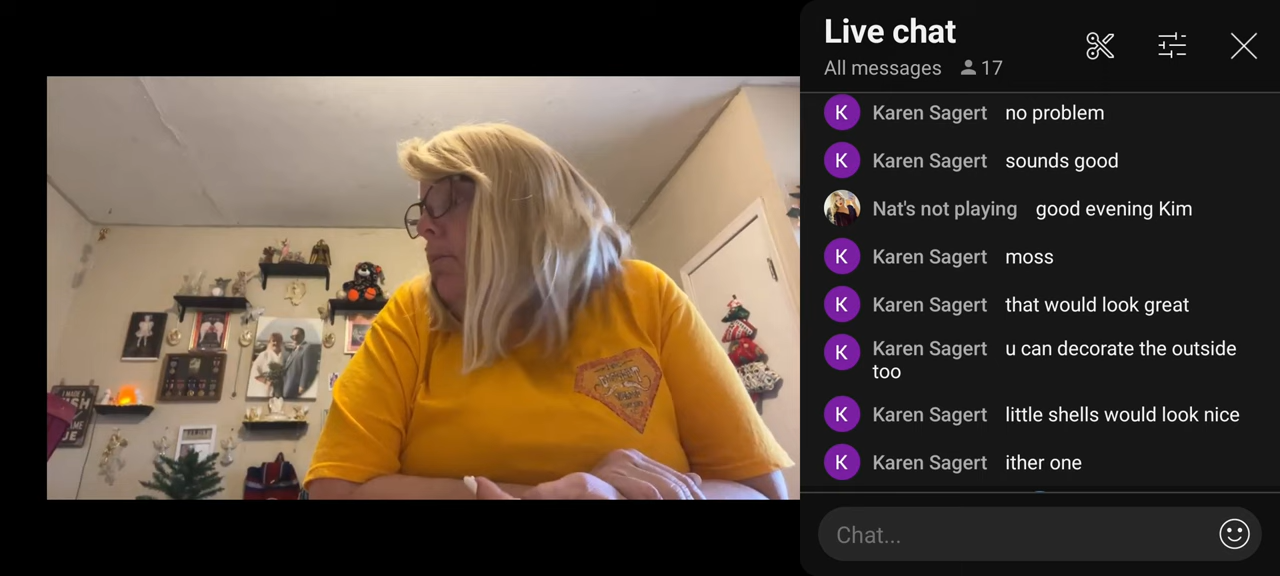 Live chat
All messages 17
K Karen Sagert no problem
K Karen Sagert sounds good
Nat's not playing good evening Kim
K Karen Sagert moss
K Karen Sagert that would look great
K Karen Sagert u can decorate the outside
too
K Karen Sagert little shells would look nice
K Karen Sagert ither one
Chat...
I MADE A
FAMILY